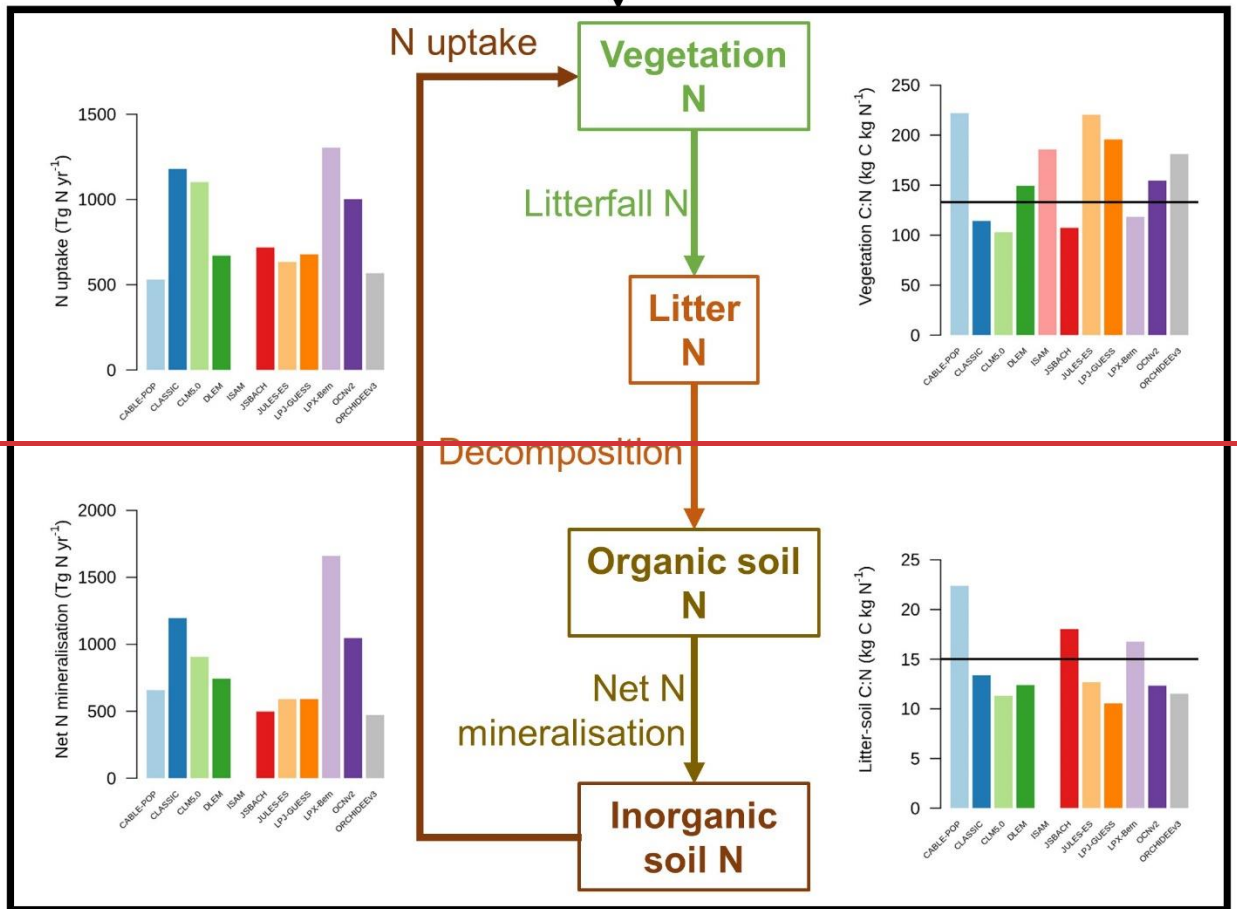 N uptake
Vegetation
N
Litterfall N
Litter
N
Decomposition
Organic soil
N
Net N
mineralisation
Inorganic
soil N
N uptake (Tg N yr-1)
1500
1000
500
0
CABLE-POP
CLASSIC
CLM5.0
DLEM
ISAM
JSBACH
JULES-ES
LPJ-GUESS
LPX-Bern
OCNv2
ORCHIDEEv3
Vegetation C:N (kg C kg N-1)
250
200
150
100
50
0
CABLE-POP
CLASSIC
CLM5.0
DLEM
ISAM
JSBACH
JULES-ES
LPJ-GUESS
LPX-Bern
OCNv2
ORCHIDEEv3
Net N mineralisation (Tg N yr-1)
2000
1500
1000
500
0
CABLE-POP
CLASSIC
CLM5.0
DLEM
ISAM
JSBACH
JULES-ES
LPJ-GUESS
LPX-Bern
OCNv2
ORCHIDEEv3
Litter-soil C:N (kg C kg N-1)
25
20
15
10
5
0
CABLE-POP
CLASSIC
CLM5.0
DLEM
ISAM
JSBACH
JULES-ES
LPJ-GUESS
LPX-Bern
OCNv2
ORCHIDEEv3